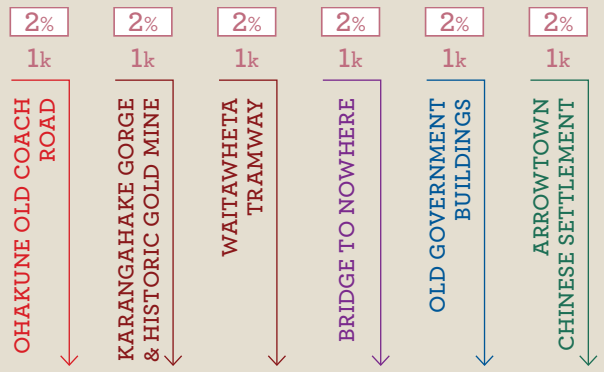 2% 2% 2% 2% 2% 2%
1k 1k 1k 1k 1k 1k
OHAKUNE OLD COACH
ROAD
KARANGAHAKE GORGE
& HISTORIC GOLD MINE
WAITAWHETA
TRAMWAY
BRIDGE TO NOWHERE
OLD GOVERNMENT
BUILDINGS
ARROWTOWN
CHINESE SETTLEMENT